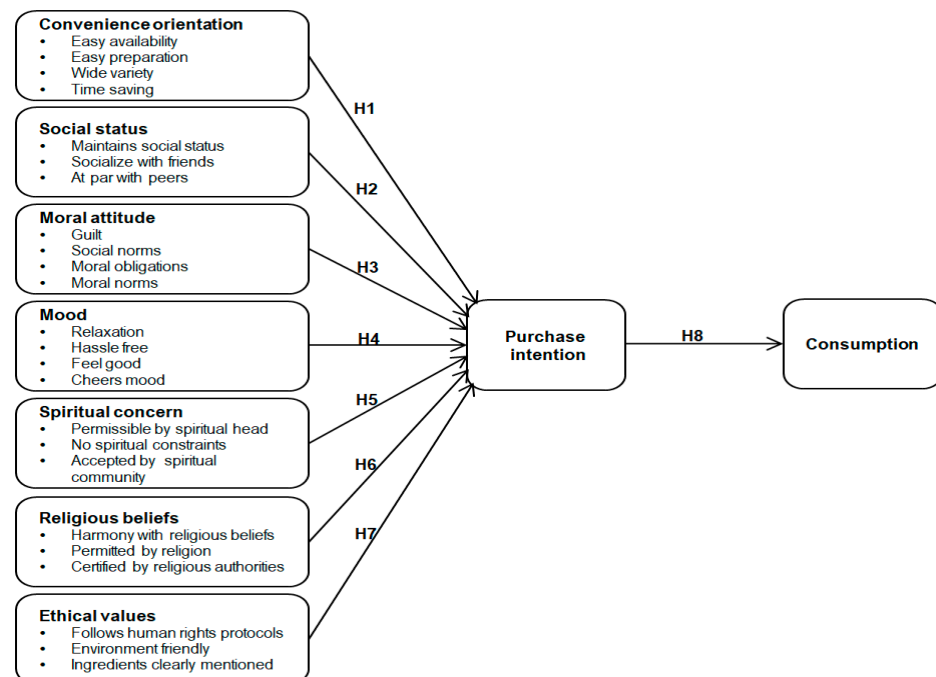 Convenience orientation
• Easy availability
• Easy preparation
• Wide variety
• Time saving
H1
Social status
• Maintains social status
• Socialize with friends
• At par with peers
H2
Moral attitude
• Guilt
• Social norms
• Moral obligations
• Moral norms
H3
Mood
• Relaxation
• Hassle free
• Feel good
• Cheers mood
H4
Spiritual concern
• Permissible by spiritual head
• No spiritual constraints
• Accepted by spiritual
community
H5
Religious beliefs
• Harmony with religious beliefs
• Permitted by religion
• Certified by religious authorities
H6
Ethical values
• Follows human rights protocols
• Environment friendly
• Ingredients clearly mentioned
H7
Purchase
intention
H8
Consumption